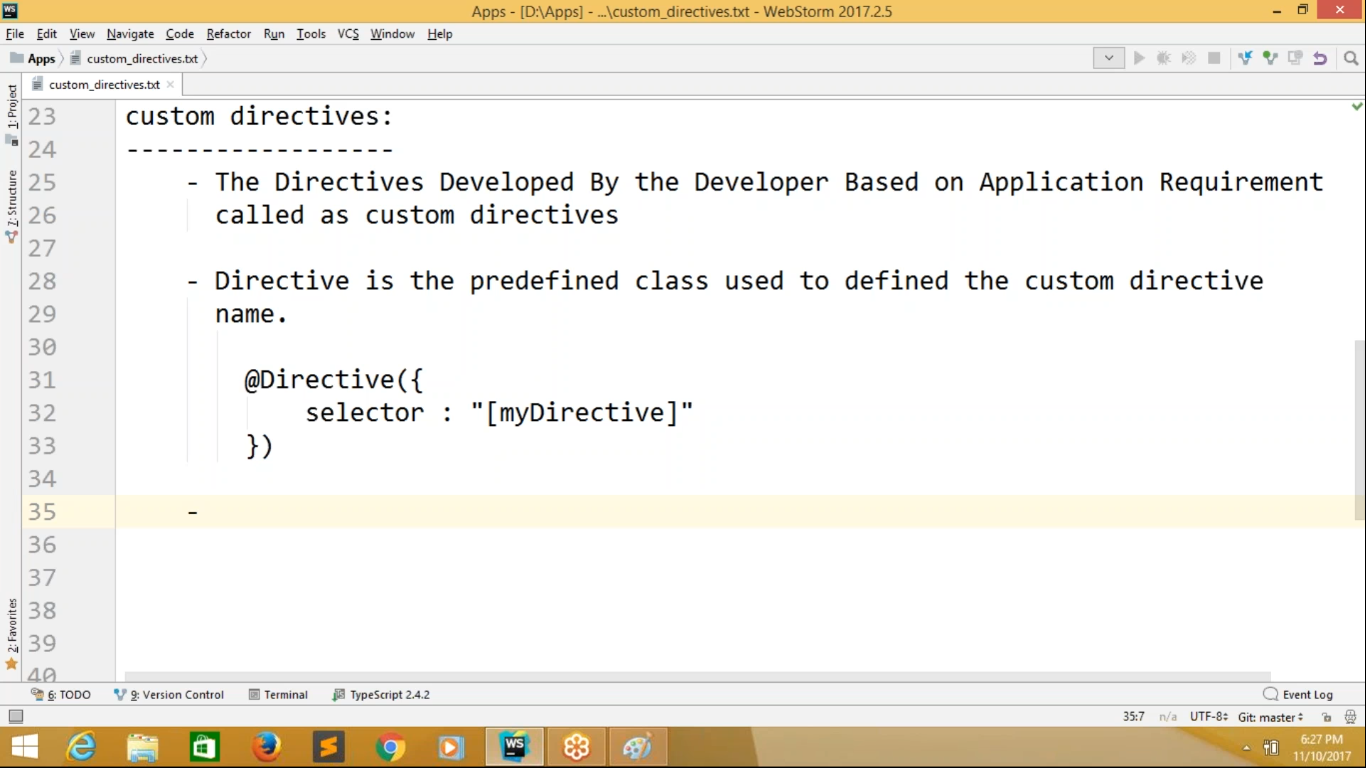 Apps - [D:\Apps] - ...\custom_directives.txt - WebStorm 2017.2.5
File Edit View Navigate Code Refactor Run Tools VCS Window Help
Apps custom_directives.txt
custom_directives.txt
1: Project
7: Structure
2: Favorites
23 custom directives:
24 ------------------
25 - The Directives Developed By the Developer Based on Application Requirement
26 called as custom directives
27
28 - Directive is the predefined class used to defined the custom directive
29 name.
30
31 @Directive({
32 selector : "[myDirective]"
33 })
34
35 -
36
37
38
39
40
6: TODO 9: Version Control Terminal TypeScript 2.4.2 Event Log
35:7 n/a UTF-8 Git: master
WS
6:27 PM
11/10/2017